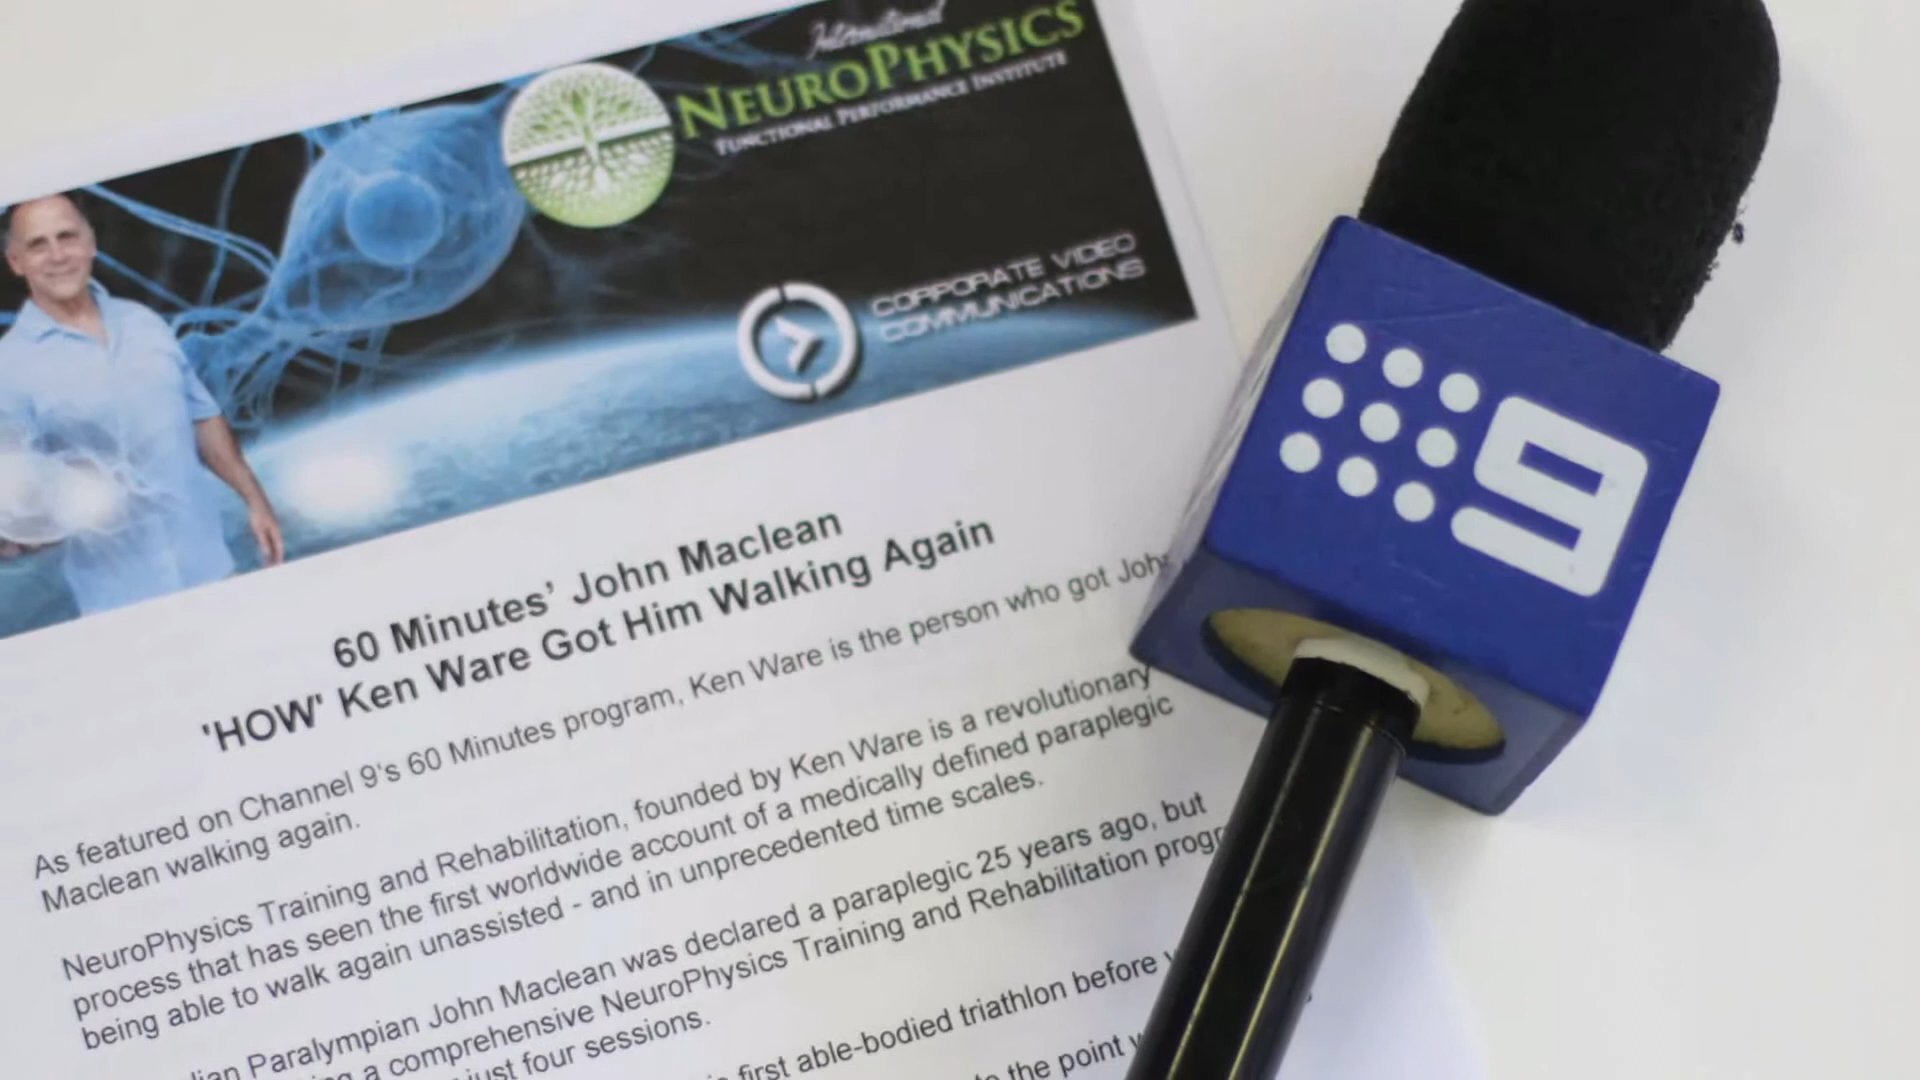 International
NEUROPHYSICS
FUNCTIONAL PERFORMANCE INSTITUTE
CORPORATE VIDEO
COMMUNICATIONS
9
60 Minutes’ John Maclean
'HOW' Ken Ware Got Him Walking Again
As featured on Channel 9's 60 Minutes program, Ken Ware is the person who got John
Maclean walking again.
NeuroPhysics Training and Rehabilitation, founded by Ken Ware is a revolutionary
process that has seen the first worldwide account of a medically defined paraplegic
being able to walk again unassisted - and in unprecedented time scales.
Paralympian John Maclean was declared a paraplegic 25 years ago, but
a comprehensive NeuroPhysics Training and Rehabilitation
just four sessions.
first able-bodied triathlon before
the point